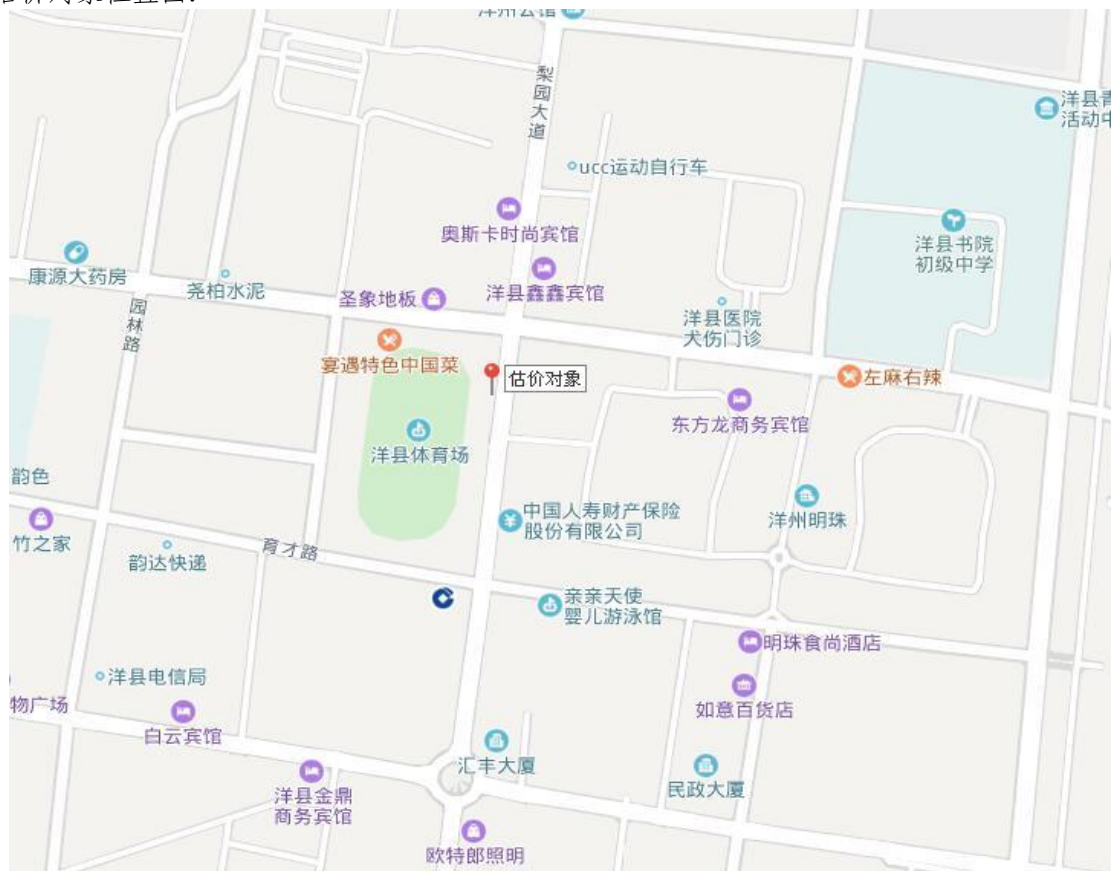 洋州公馆
梨园大道
洋县青
活动中
ucc运动自行车
奥斯卡时尚宾馆
洋县书院
初级中学
康源大药房
尧柏水泥
圣象地板
洋县鑫鑫宾馆
园林路
洋县医院
犬伤门诊
宴遇特色中国菜
估价对象
左麻右辣
东方龙商务宾馆
洋县体育场
韵色
竹之家
中国人寿财产保险
股份有限公司
洋州明珠
育才路
韵达快递
亲亲天使
婴儿游泳馆
明珠食尚酒店
洋县电信局
物广场
如意百货店
白云宾馆
汇丰大厦
民政大厦
洋县金鼎
商务宾馆
欧特郎照明